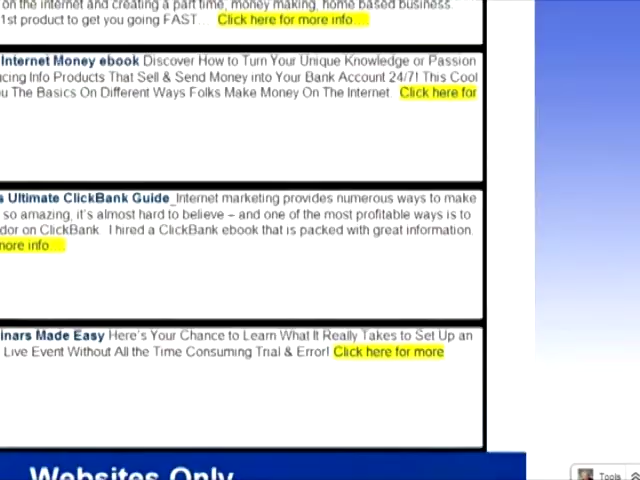 on the internet and creating a part time, money making, home based business.
1st product to get you going FAST... Click here for more info...
Internet Money ebook Discover How to Turn Your Unique Knowledge or Passion
cing Info Products That Sell & Send Money into Your Bank Account 24/7! This Cool
u The Basics On Different Ways Folks Make Money On The Internet. Click here for
s Ultimate ClickBank Guide Internet marketing provides numerous ways to make
so amazing, it's almost hard to believe – and one of the most profitable ways is to
dor on ClickBank. I hired a ClickBank ebook that is packed with great information.
more info...
inars Made Easy Here's Your Chance to Learn What It Really Takes to Set Up an
Live Event Without All the Time Consuming Trial & Error! Click here for more
Websites Only
Tools